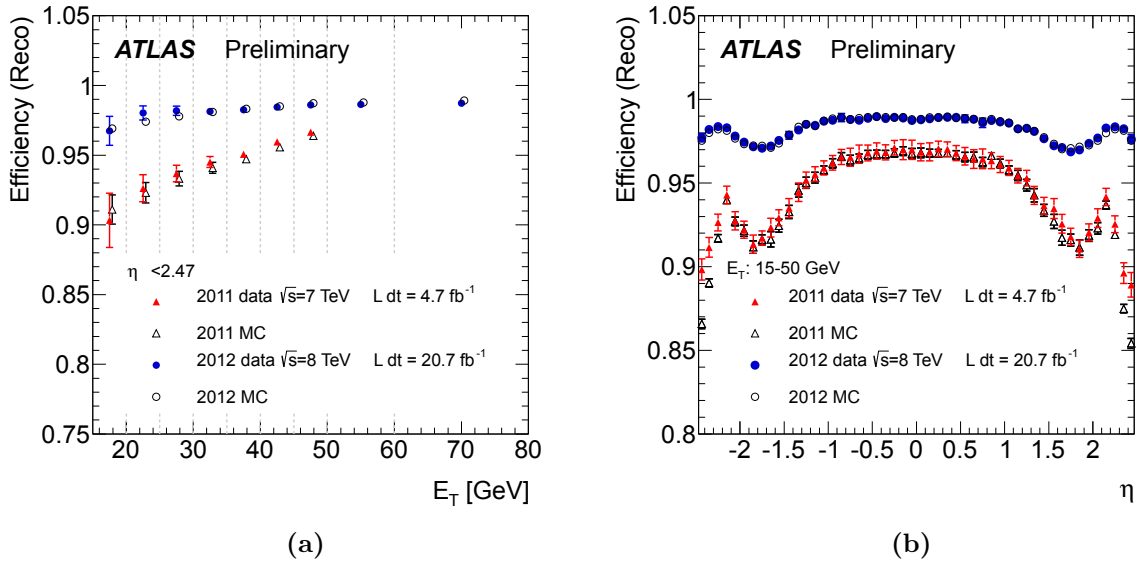 1.05
1
0.95
0.9
0.85
0.8
0.75
Efficiency (Reco)
ATLAS Preliminary
η <2.47
2011 data √s=7 TeV L dt = 4.7 fb⁻¹
2011 MC
2012 data √s=8 TeV L dt = 20.7 fb⁻¹
2012 MC
20 30 40 50 60 70 80
E_T [GeV]
(a)
1.05
1
0.95
0.9
0.85
0.8
Efficiency (Reco)
ATLAS Preliminary
E_T: 15-50 GeV
2011 data √s=7 TeV L dt = 4.7 fb⁻¹
2011 MC
2012 data √s=8 TeV L dt = 20.7 fb⁻¹
2012 MC
-2 -1.5 -1 -0.5 0 0.5 1 1.5 2
η
(b)